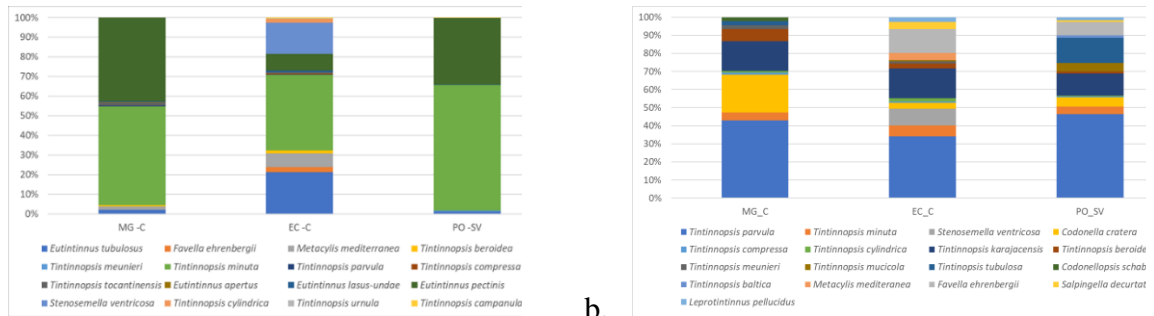 100%
90%
80%
70%
60%
50%
40%
30%
20%
10%
0%
MG -C EC -C PO -SV
Eutintinnus tubulosus Favella ehrenbergii Metacylis mediterranea Tintinnopsis beroidea
Tintinnopsis meunieri Tintinnopsis minuta Tintinnopsis parvula Tintinnopsis compressa
Tintinnopsis tocantinensis Eutintinnus apertus Eutintinnus lasus-undae Eutintinnus pectinis
Stenosemella ventricosa Tintinnopsis cylindrica Tintinnopsis urnula Tintinnopsis campanula
b.
100%
90%
80%
70%
60%
50%
40%
30%
20%
10%
0%
MG_C EC_C PO_SV
Tintinnopsis parvula Tintinnopsis minuta Stenosemella ventricosa Codonella cratera
Tintinnopsis compressa Tintinnopsis cylindrica Tintinnopsis karajacensis Tintinnopsis beroide
Tintinnopsis meunieri Tintinnopsis mucicola Tintinopsis tubulosa Codonellopsis schab
Tintinnopsis baltica Metacylis mediteranea Favella ehrenbergii Salpingella decurtat
Leprotintinnus pellucidus